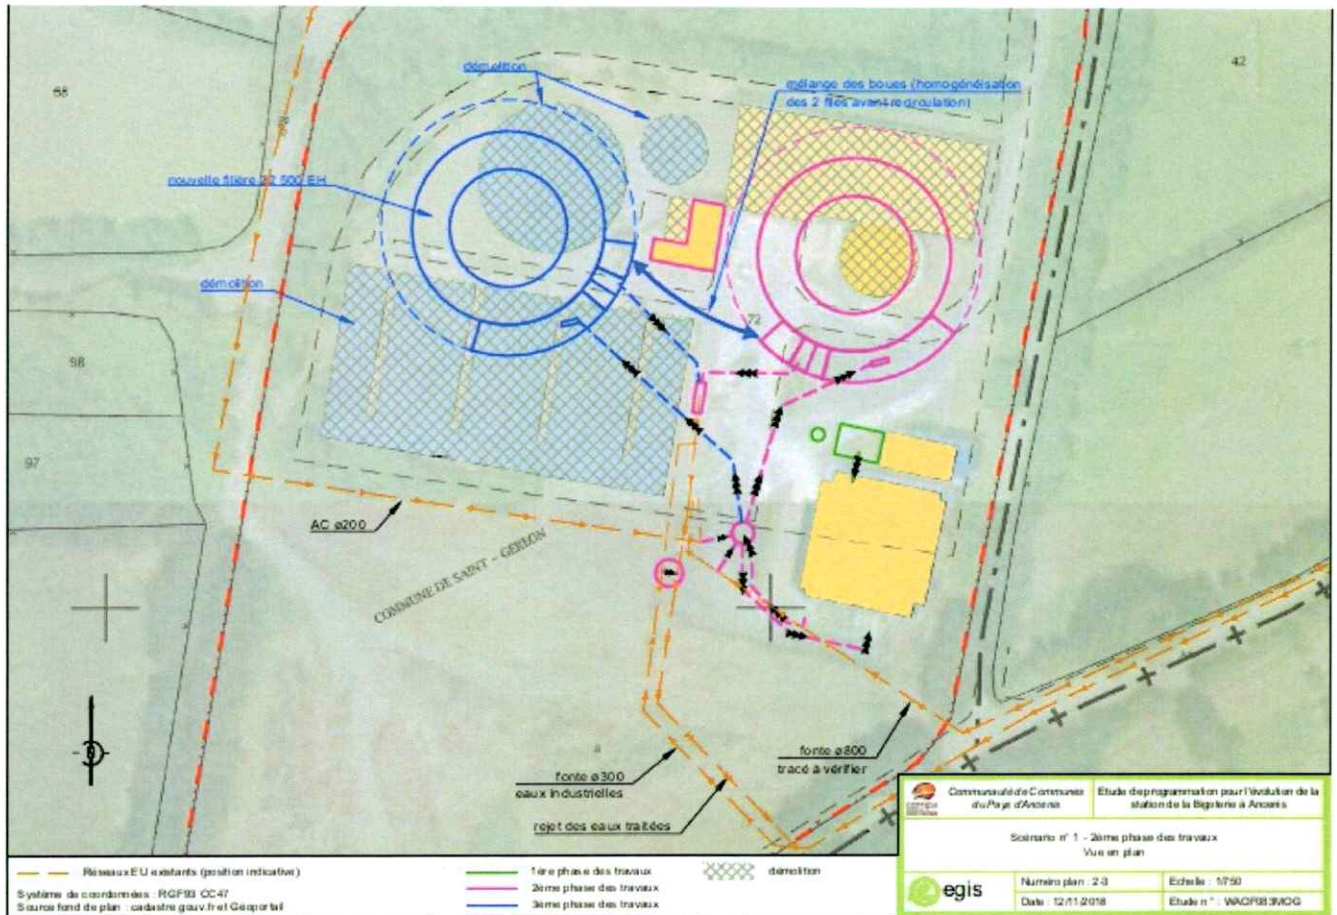 68
42
démolition
mélange des boues (homogénéisation
des 2 files avant recirculation)
nouvelle filière 22 500 EH
démolition
72
98
97
AC ø200
COMMUNE DE SAINT - GEREON
fonte ø300
eaux industrielles
rejet des eaux traitées
fonte ø800
tracé à vérifier
Communauté de Communes
du Pays d'Ancenis
Etude de programmation pour l'évolution de la
station de la Bigoterie à Ancenis
Scénario n° 1 - 2ème phase des travaux
Vue en plan
egis
Numéro plan : 2-3
Echelle : 1/750
Date : 12/11/2018
Etude n° : WAOF083MOG
Réseaux EU existants (position indicative)
Système de coordonnées : RGF93 CC47
Source fond de plan : cadastre.gouv.fr et Géoportail
1ère phase des travaux
2ème phase des travaux
3ème phase des travaux
démolition